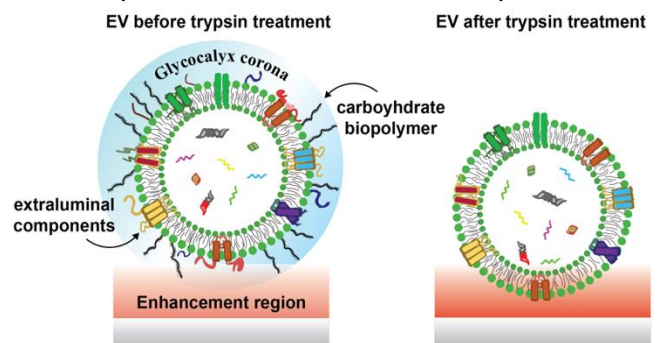 EV before trypsin treatment
EV after trypsin treatment
Glycocalyx corona
carboyhdrate
biopolymer
extraluminal
components
Enhancement region